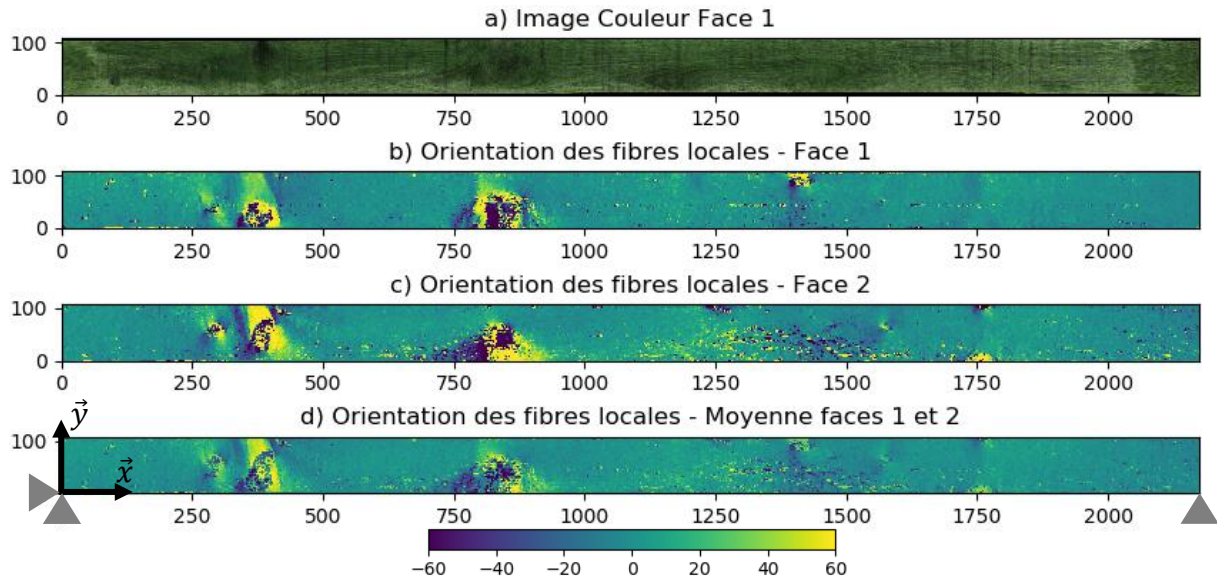 a) Image Couleur Face 1
100
0
0 250 500 750 1000 1250 1500 1750 2000
b) Orientation des fibres locales - Face 1
100
0
0 250 500 750 1000 1250 1500 1750 2000
c) Orientation des fibres locales - Face 2
100
0
0 250 500 750 1000 1250 1500 1750 2000
d) Orientation des fibres locales - Moyenne faces 1 et 2
y⃗
100
x⃗
250 500 750 1000 1250 1500 1750 2000
−60 −40 −20 0 20 40 60